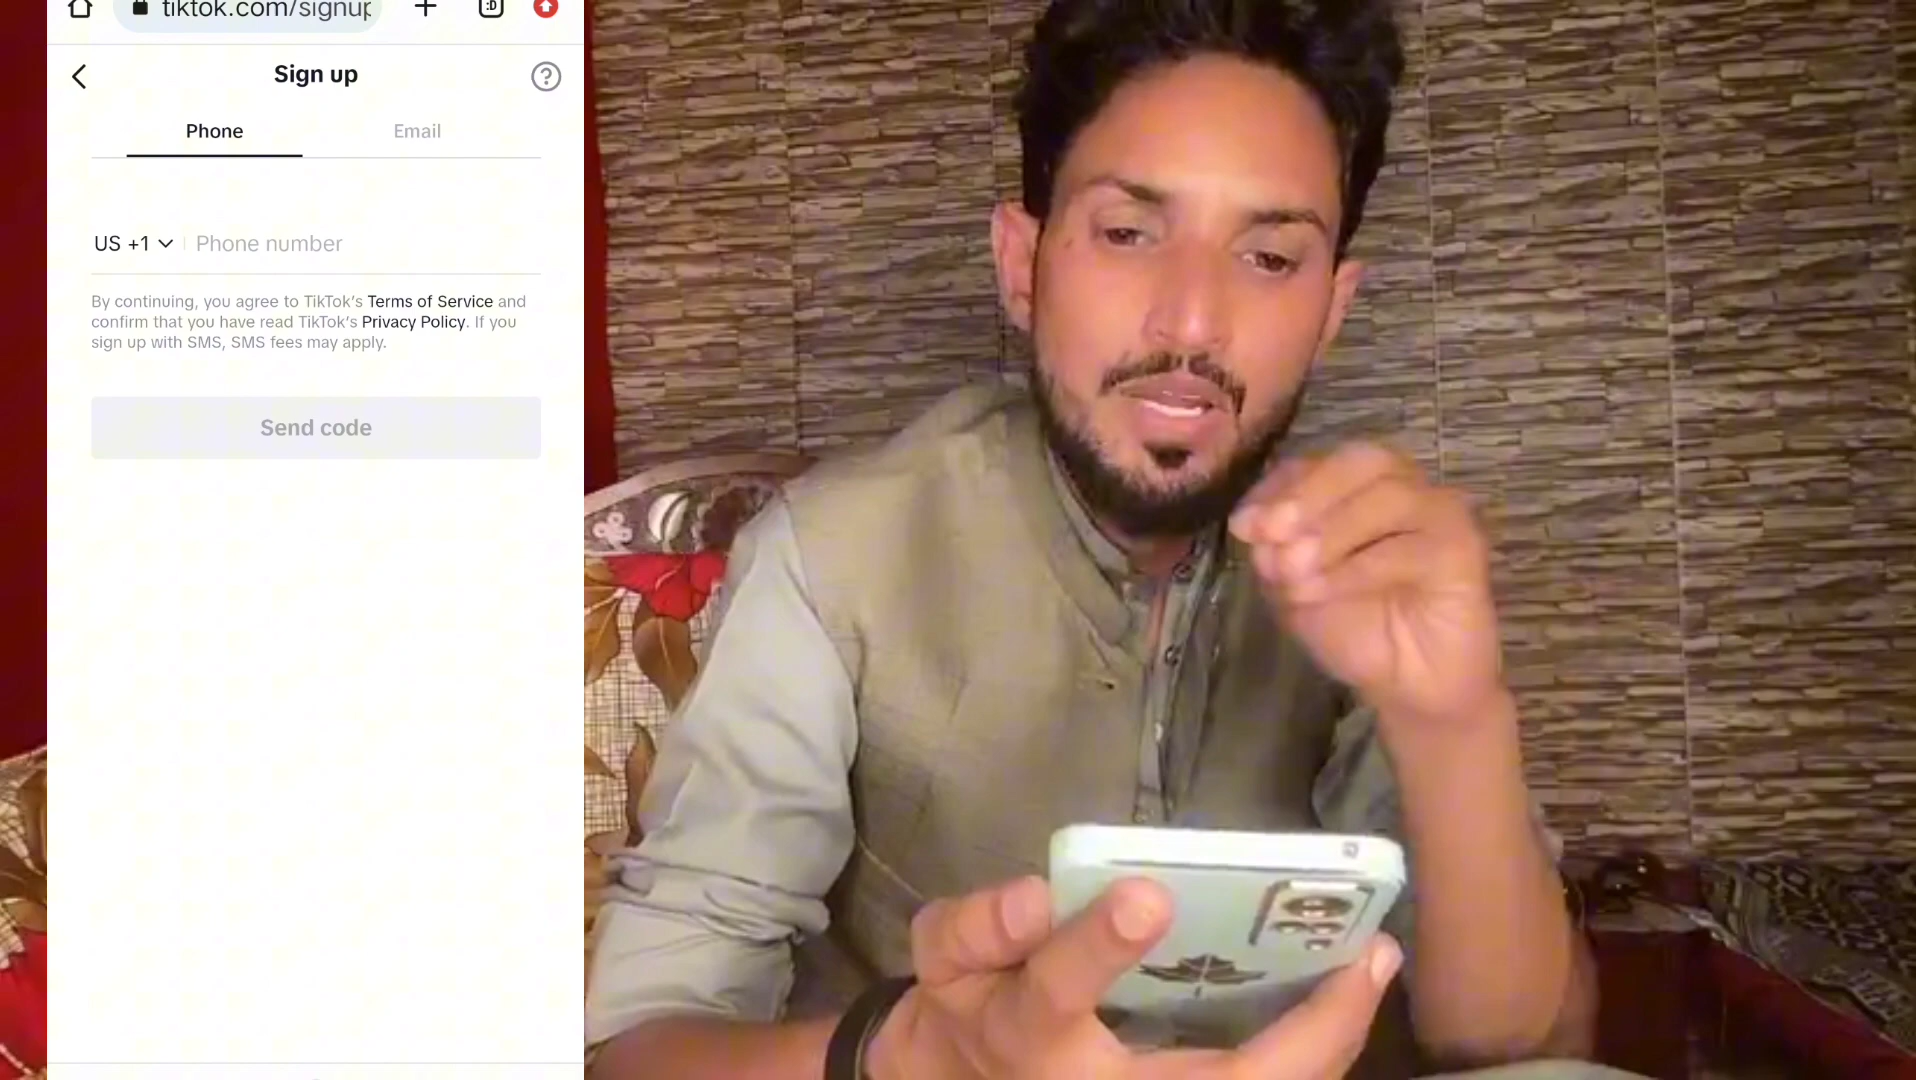 tiktok.com/signup
:D
Sign up
?
Phone
Email
US +1
Phone number
By continuing, you agree to TikTok's Terms of Service and
confirm that you have read TikTok's Privacy Policy. If you
sign up with SMS, SMS fees may apply.
Send code